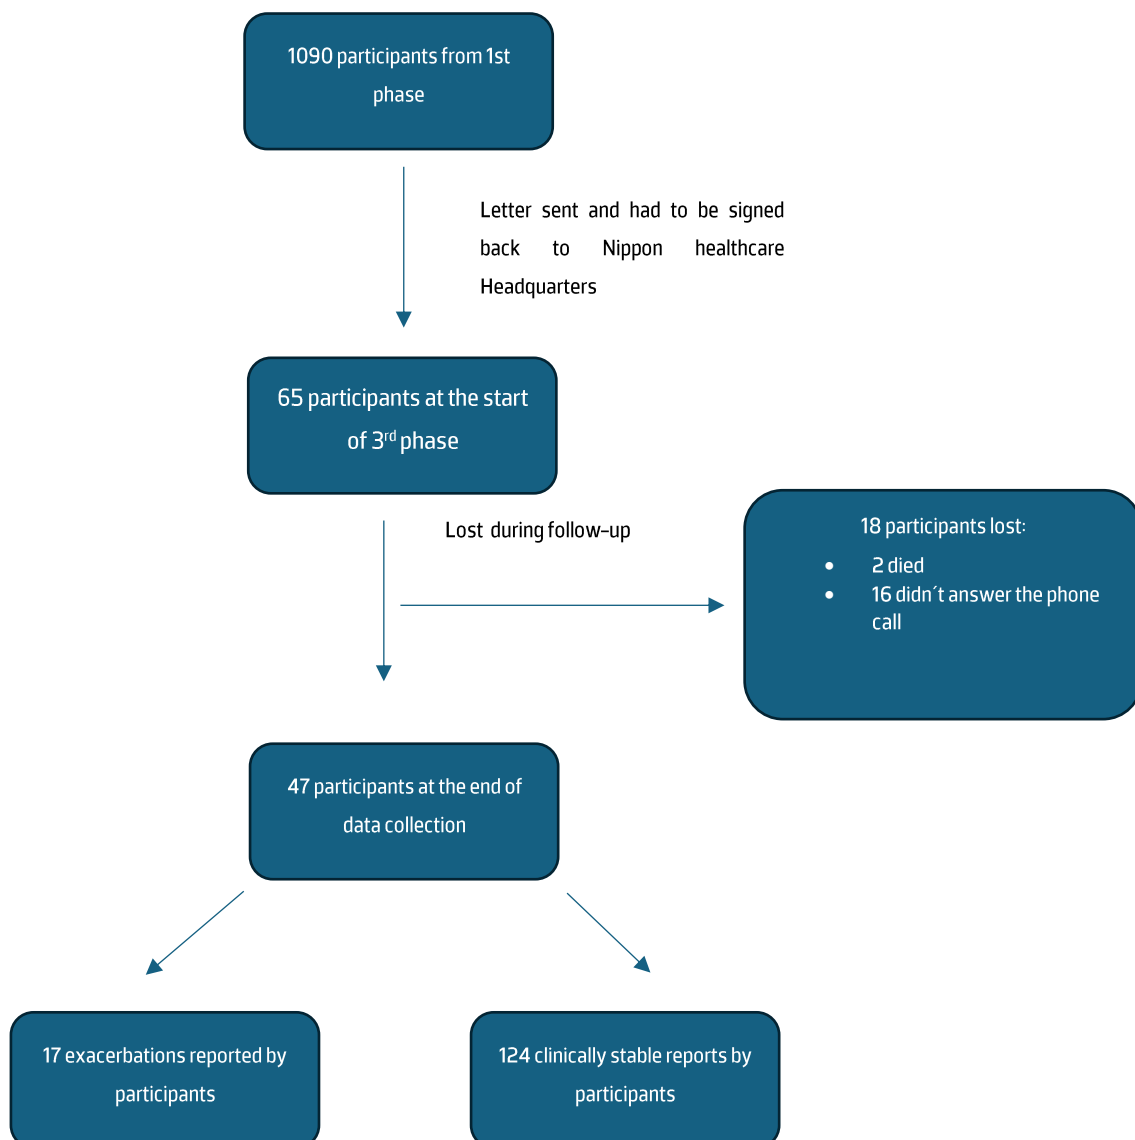 1090 participants from 1st
phase
Letter sent and had to be signed
back to Nippon healthcare
Headquarters
65 participants at the start
of 3rd phase
Lost during follow-up
18 participants lost:
• 2 died
• 16 didn´t answer the phone
call
47 participants at the end of
data collection
17 exacerbations reported by
participants
124 clinically stable reports by
participants